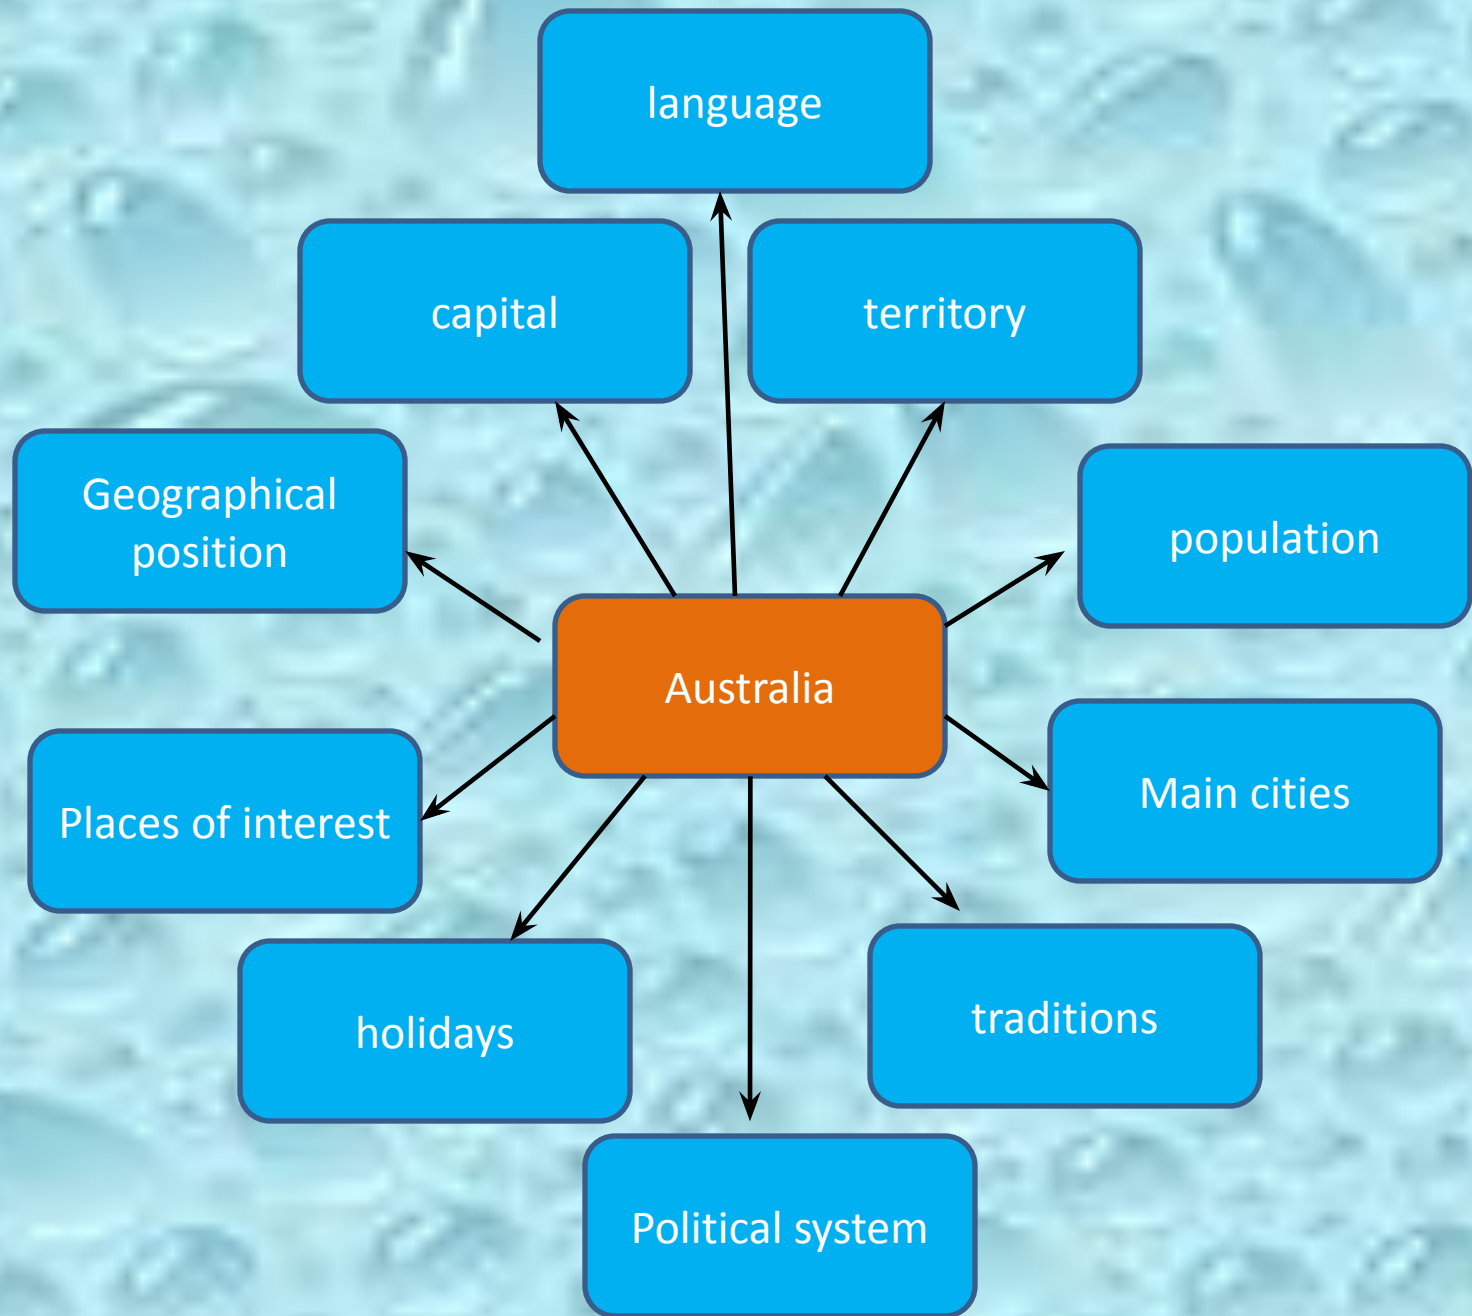 language
capital
territory
Geographical
position
population
Australia
Places of interest
Main cities
holidays
traditions
Political system